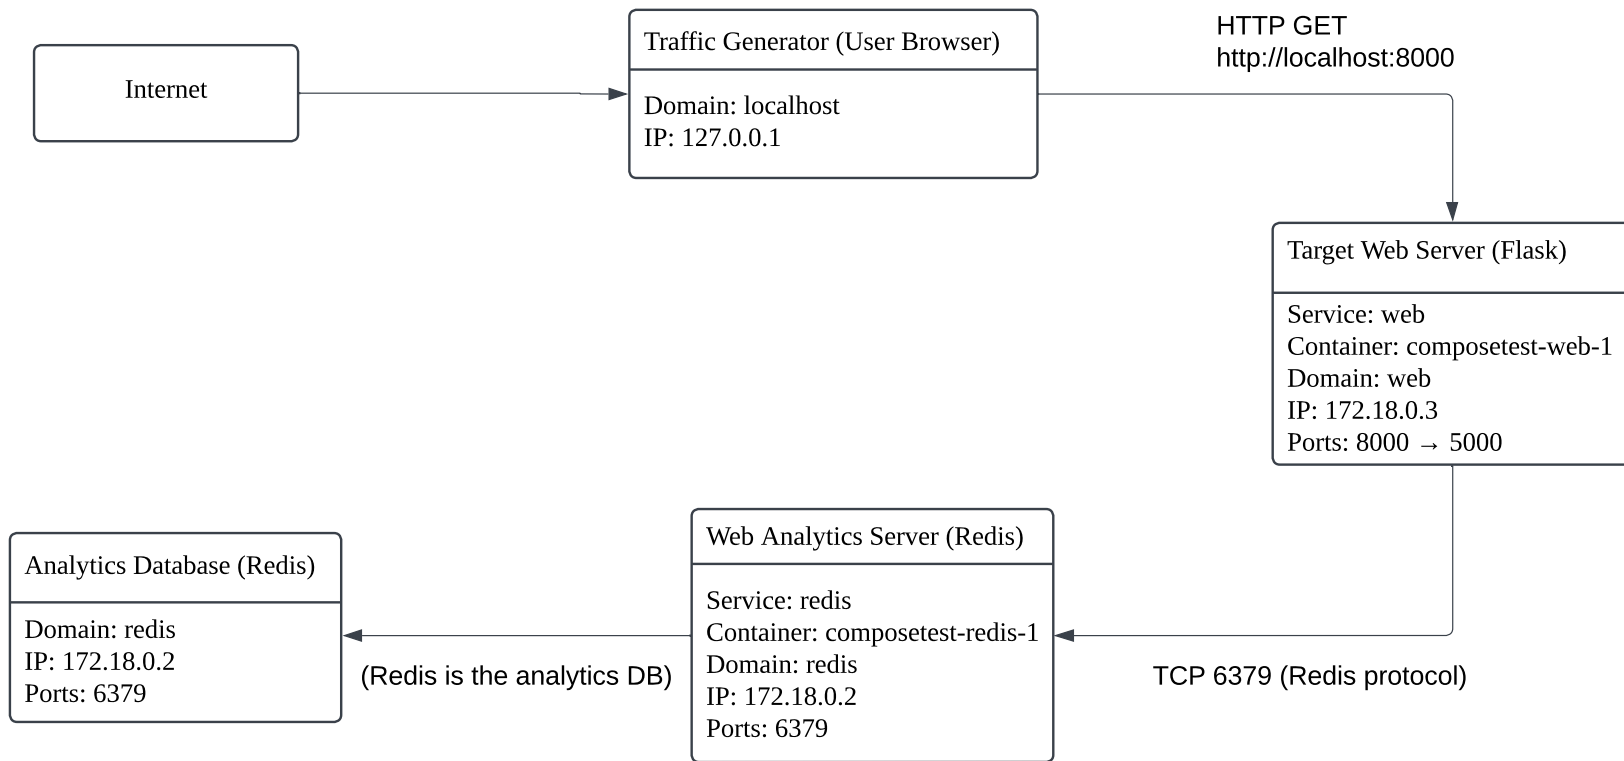 Internet
Traffic Generator (User Browser)
Domain: localhost
IP: 127.0.0.1
HTTP GET
http://localhost:8000
Target Web Server (Flask)
Service: web
Container: composetest-web-1
Domain: web
IP: 172.18.0.3
Ports: 8000 → 5000
TCP 6379 (Redis protocol)
Web Analytics Server (Redis)
Service: redis
Container: composetest-redis-1
Domain: redis
IP: 172.18.0.2
Ports: 6379
(Redis is the analytics DB)
Analytics Database (Redis)
Domain: redis
IP: 172.18.0.2
Ports: 6379